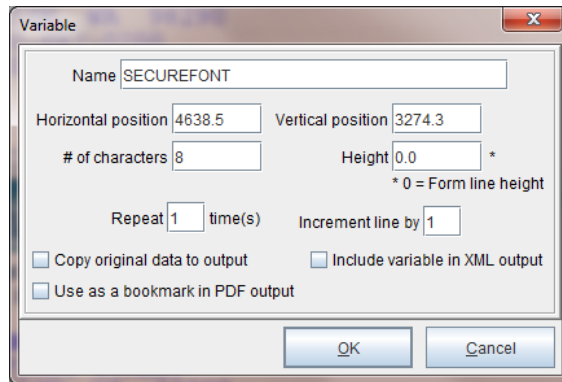 Variable
Name SECUREFONT
Horizontal position 4638.5 Vertical position 3274.3
# of characters 8 Height 0.0 *
* 0 = Form line height
Repeat 1 time(s) Increment line by 1
Copy original data to output Include variable in XML output
Use as a bookmark in PDF output
OK Cancel